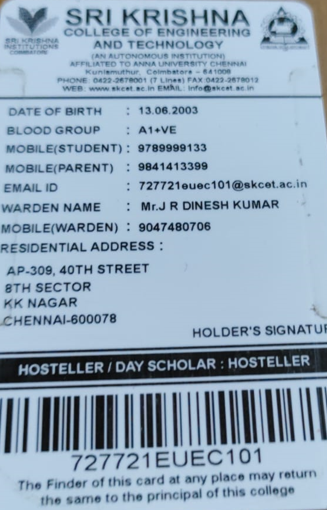 SRI KRISHNA
COLLEGE OF ENGINEERING
AND TECHNOLOGY
(AN AUTONOMOUS INSTITUTION)
AFFILIATED TO ANNA UNIVERSITY CHENNAI
Kuniamuthur, Coimbatore - 641008
PHONE: 0422-2678001 (7 Lines) FAX:0422-2678012
WEB: www.skcet.ac.in EMAIL: info@skcet.ac.in
SRI KRISHNA
INSTITUTIONS
COIMBATORE
DATE OF BIRTH : 13.06.2003
BLOOD GROUP : A1+VE
MOBILE(STUDENT) : 9789999133
MOBILE(PARENT) : 9841413399
EMAIL ID : 727721euec101@skcet.ac.in
WARDEN NAME : Mr.J R DINESH KUMAR
MOBILE(WARDEN) : 9047480706
RESIDENTIAL ADDRESS :
AP-309, 40TH STREET
8TH SECTOR
KK NAGAR
CHENNAI-600078
HOLDER'S SIGNATUR
HOSTELLER / DAY SCHOLAR : HOSTELLER
727721EUEC101
The Finder of this card at any place may return
the same to the principal of this college